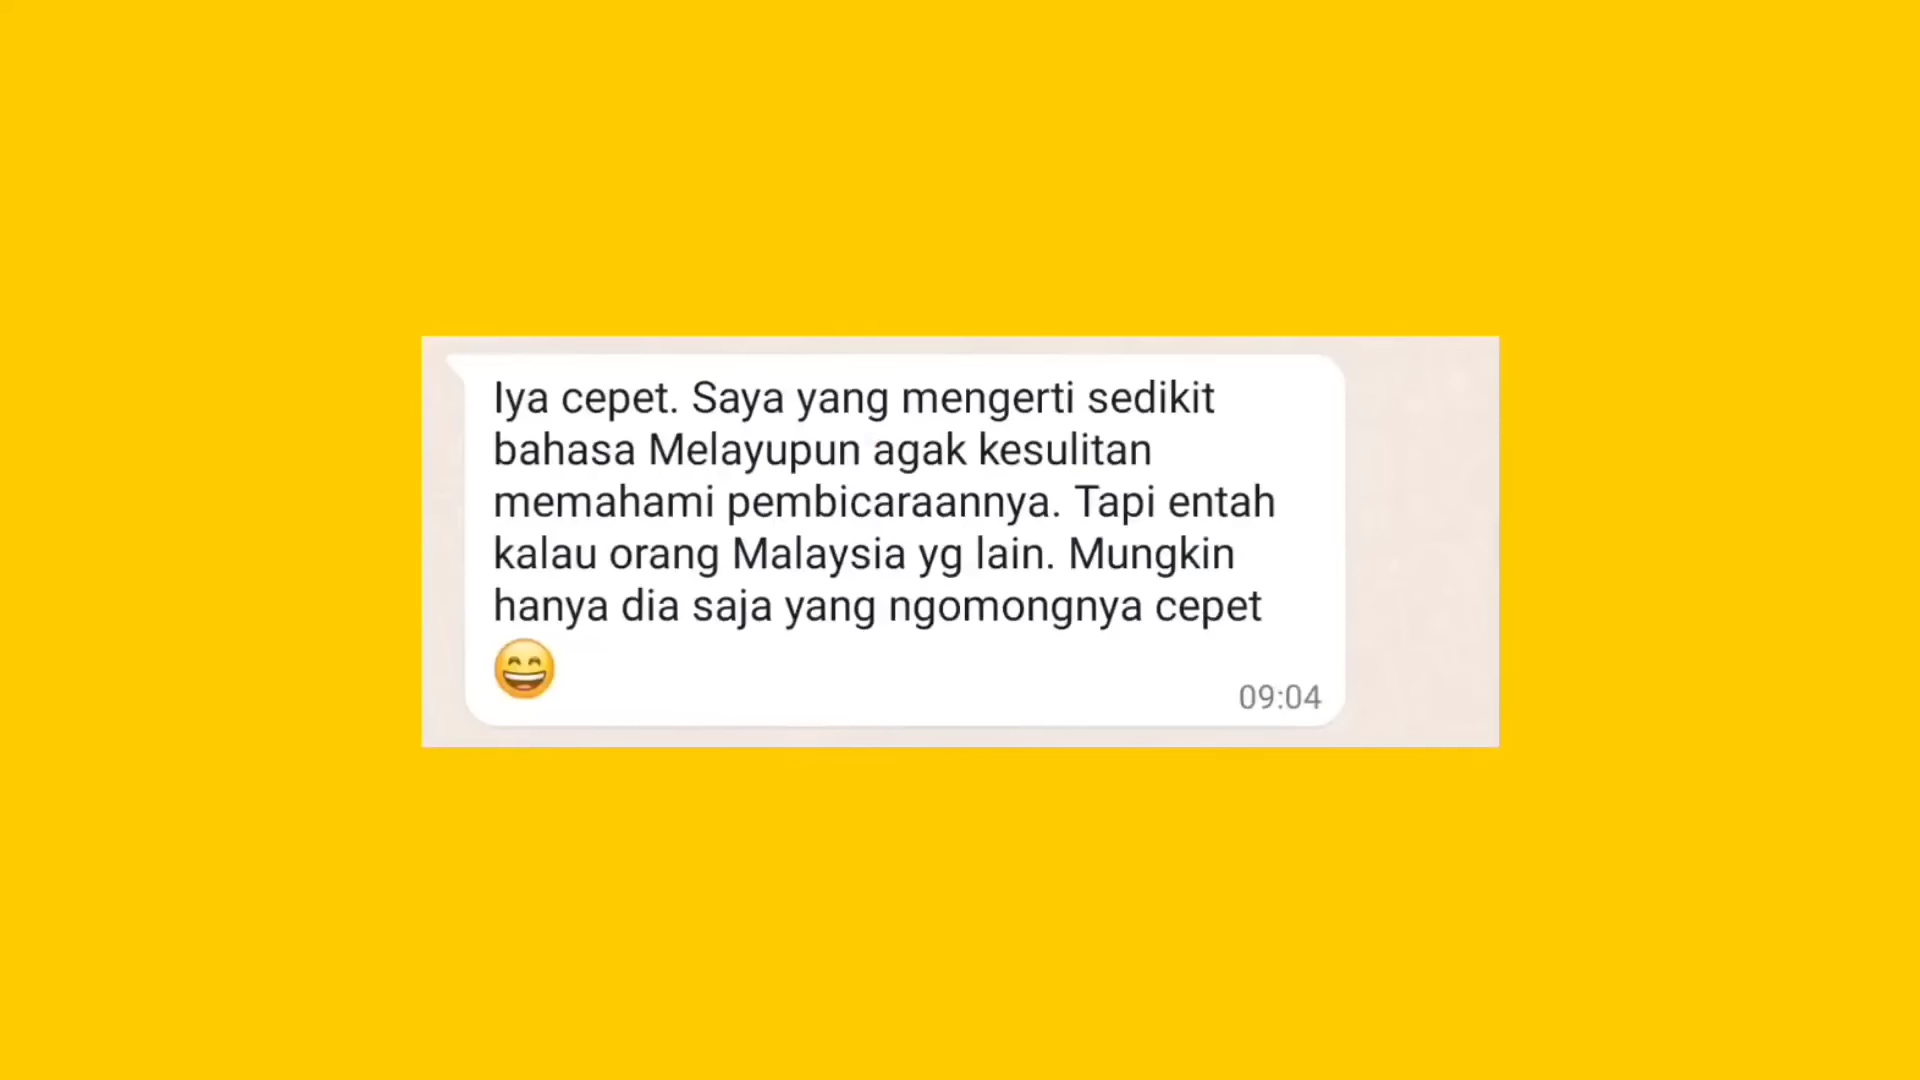 Iya cepet. Saya yang mengerti sedikit
bahasa Melayupun agak kesulitan
memahami pembicaraannya. Tapi entah
kalau orang Malaysia yg lain. Mungkin
hanya dia saja yang ngomongnya cepet
😄
09:04